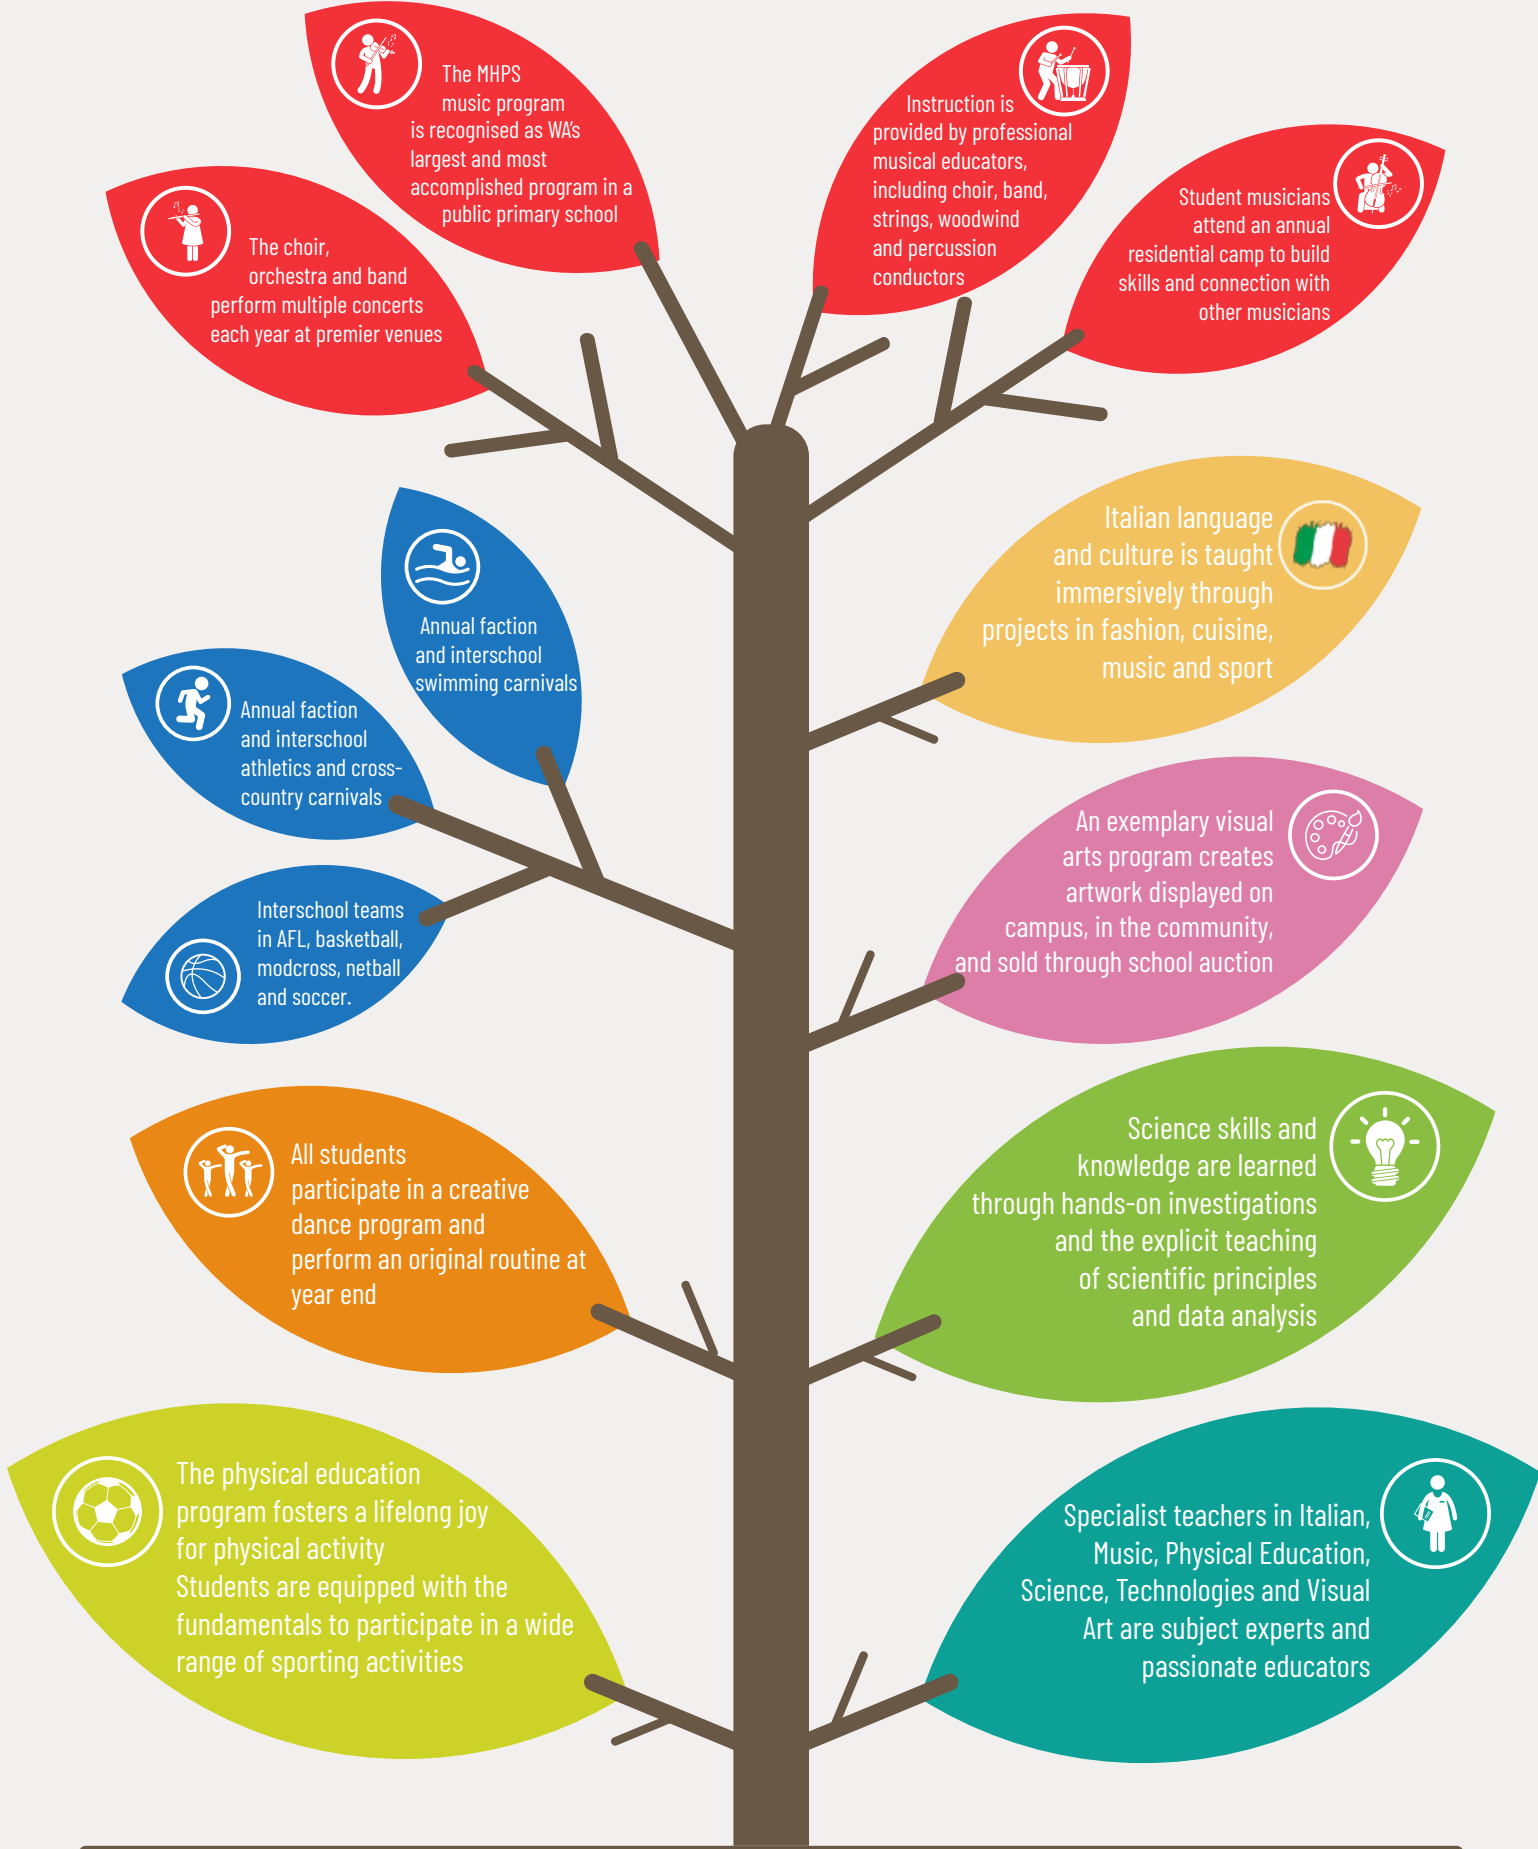 The MHPS
music program
is recognised as WA's
largest and most
accomplished program in a
public primary school
Instruction is
provided by professional
musical educators,
including choir, band,
strings, woodwind
and percussion
conductors
The choir,
orchestra and band
perform multiple concerts
each year at premier venues
Student musicians
attend an annual
residential camp to build
skills and connection with
other musicians
Annual faction
and interschool
swimming carnivals
Italian language
and culture is taught
immersively through
projects in fashion, cuisine,
music and sport
Annual faction
and interschool
athletics and cross-
country carnivals
An exemplary visual
arts program creates
artwork displayed on
campus, in the community,
and sold through school auction
Interschool teams
in AFL, basketball,
modcross, netball
and soccer.
All students
participate in a creative
dance program and
perform an original routine at
year end
Science skills and
knowledge are learned
through hands-on investigations
and the explicit teaching
of scientific principles
and data analysis
The physical education
program fosters a lifelong joy
for physical activity
Students are equipped with the
fundamentals to participate in a wide
range of sporting activities
Specialist teachers in Italian,
Music, Physical Education,
Science, Technologies and Visual
Art are subject experts and
passionate educators